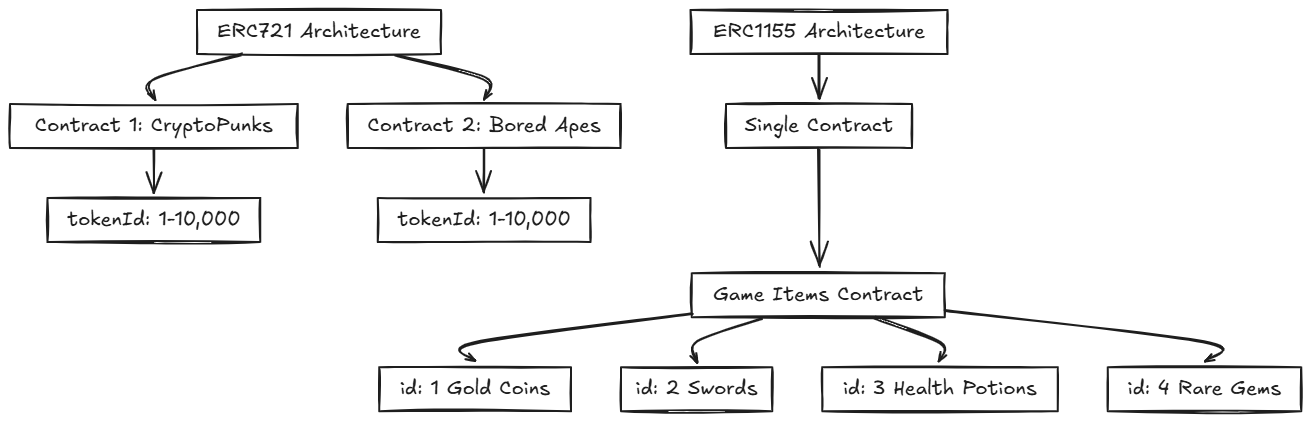 ERC721 Architecture
Contract 1: CryptoPunks
Contract 2: Bored Apes
tokenId: 1-10,000
tokenId: 1-10,000
ERC1155 Architecture
Single Contract
Game Items Contract
id: 1 Gold Coins
id: 2 Swords
id: 3 Health Potions
id: 4 Rare Gems